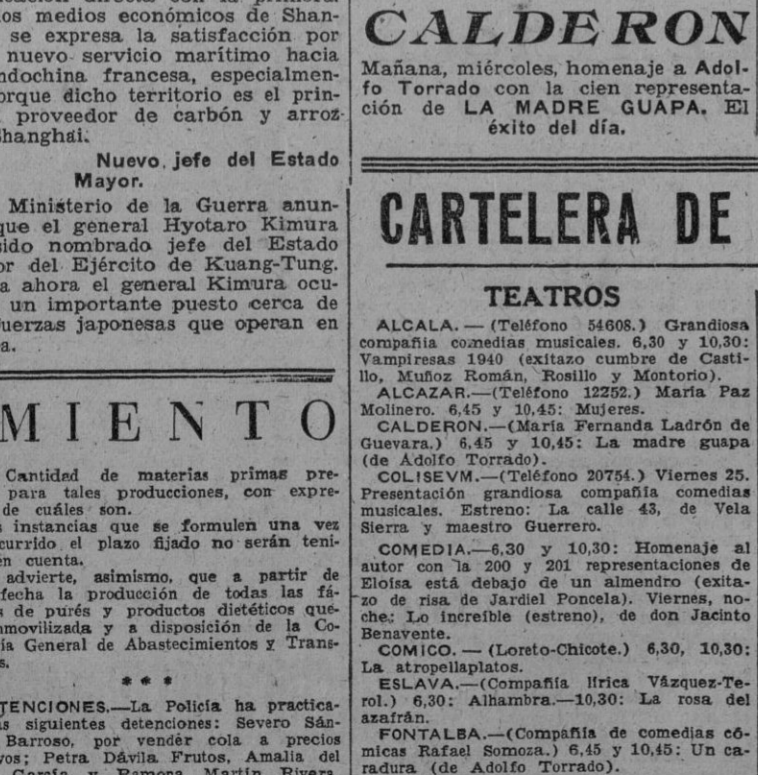 los medios económicos de Shan-
se expresa la satisfacción por
nuevo servicio marítimo hacia
ndochina francesa, especialmen-
orque dicho territorio es el prin-
proveedor de carbón y arroz
Shanghai.
Nuevo jefe del Estado
Mayor.
Ministerio de la Guerra anun-
que el general Hyotaro Kimura
sido nombrado jefe del Estado
or del Ejército de Kuang-Tung.
a ahora el general Kimura ocu-
un importante puesto cerca de
fuerzas japonesas que operan en
a.
MIENTO
Cantidad de materias primas pre-
para tales producciones, con expre-
de cuáles son.
s instancias que se formulen una vez
currido el plazo fijado no serán teni-
en cuenta.
advierte, asimismo, que a partir de
fecha la producción de todas las fá-
s de purés y productos dietéticos que-
nmovilizada y a disposición de la Co-
ía General de Abastecimientos y Trans-
s.
* * *
TENCIONES.—La Policía ha practica-
s siguientes detenciones: Severo Sán-
Barroso, por vender cola a precios
vos; Petra Dávila Frutos, Amalia del
García y Ramona Martín Rivera,
CALDERON
Mañana, miércoles, homenaje a Adol-
fo Torrado con la cien representa-
ción de LA MADRE GUAPA. El
éxito del día.
CARTELERA DE
TEATROS
ALCALA. — (Teléfono 54608.) Grandiosa
compañía comedias musicales. 6,30 y 10,30:
Vampiresas 1940 (exitazo cumbre de Casti-
llo, Muñoz Román, Rosillo y Montorio).
ALCAZAR.—(Teléfono 12252.) María Paz
Molinero. 6,45 y 10,45: Mujeres.
CALDERON.—(María Fernanda Ladrón de
Guevara.) 6,45 y 10,45: La madre guapa
(de Adolfo Torrado).
COLISEVM.—(Teléfono 20754.) Viernes 25.
Presentación grandiosa compañía comedias
musicales. Estreno: La calle 43, de Vela
Sierra y maestro Guerrero.
COMEDIA.—6,30 y 10,30: Homenaje al
autor con la 200 y 201 representaciones de
Eloísa está debajo de un almendro (exita-
zo de risa de Jardiel Poncela). Viernes, no-
che: Lo increíble (estreno), de don Jacinto
Benavente.
COMICO. — (Loreto-Chicote.) 6,30, 10,30:
La atropellaplatos.
ESLAVA.—(Compañía lírica Vázquez-Te-
rol.) 6,30: Alhambra.—10,30: La rosa del
azafrán.
FONTALBA.—(Compañía de comedias có-
micas Rafael Somoza.) 6,45 y 10,45: Un ca-
radura (de Adolfo Torrado).